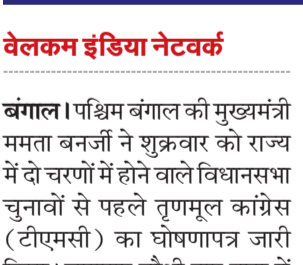 वेलकम इंडिया नेटवर्क
बंगाल। पश्चिम बंगाल की मुख्यमंत्री
ममता बनर्जी ने शुक्रवार को राज्य
में दो चरणों में होने वाले विधानसभा
चुनावों से पहले तृणमूल कांग्रेस
(टीएमसी) का घोषणापत्र जारी